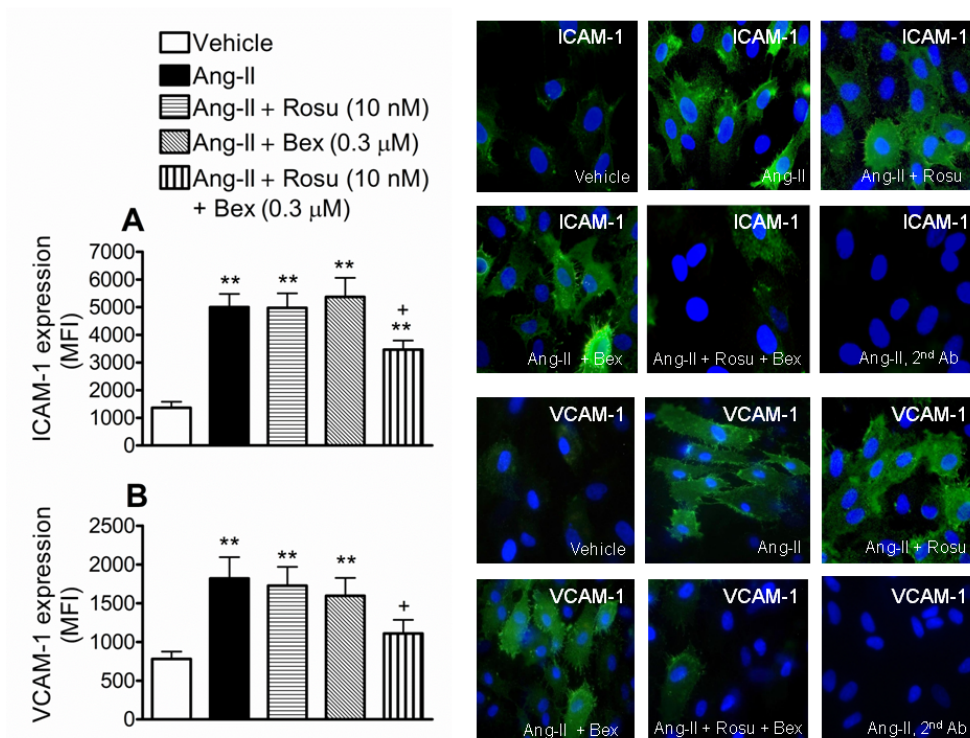 Vehicle
Ang-II
Ang-II + Rosu (10 nM)
Ang-II + Bex (0.3 μM)
Ang-II + Rosu (10 nM)
+ Bex (0.3 μM)
A
ICAM-1 expression
(MFI)
7000
6000
5000
4000
3000
2000
1000
0
**
**
**
+
**
B
VCAM-1 expression
(MFI)
2500
2000
1500
1000
500
0
**
**
**
+
ICAM-1
Vehicle
ICAM-1
Ang-II
ICAM-1
Ang-II + Rosu
ICAM-1
Ang-II + Bex
ICAM-1
Ang-II + Rosu + Bex
ICAM-1
Ang-II, 2nd Ab
VCAM-1
Vehicle
VCAM-1
Ang-II
VCAM-1
Ang-II + Rosu
VCAM-1
Ang-II + Bex
VCAM-1
Ang-II + Rosu + Bex
VCAM-1
Ang-II, 2nd Ab